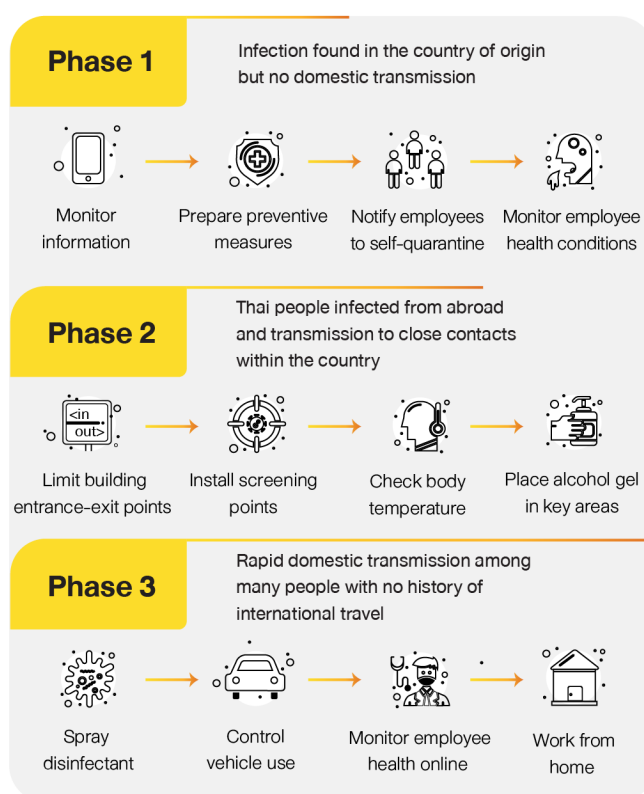 Phase 1
Infection found in the country of origin
but no domestic transmission
Monitor
information
Prepare preventive
measures
Notify employees
to self-quarantine
Monitor employee
health conditions
Phase 2
Thai people infected from abroad
and transmission to close contacts
within the country
<in
out>
Limit building
entrance-exit points
Install screening
points
Check body
temperature
Place alcohol gel
in key areas
Phase 3
Rapid domestic transmission among
many people with no history of
international travel
Spray
disinfectant
Control
vehicle use
Monitor employee
health online
Work from
home